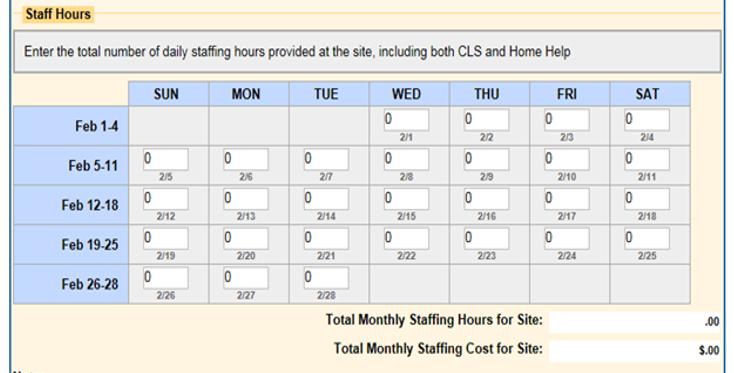 Staff Hours
Enter the total number of daily staffing hours provided at the site, including both CLS and Home Help
SUN MON TUE WED THU FRI SAT
Feb 1-4 0 0 0 0
2/1 2/2 2/3 2/4
Feb 5-11 0 0 0 0 0 0 0
2/5 2/6 2/7 2/8 2/9 2/10 2/11
Feb 12-18 0 0 0 0 0 0 0
2/12 2/13 2/14 2/15 2/16 2/17 2/18
Feb 19-25 0 0 0 0 0 0 0
2/19 2/20 2/21 2/22 2/23 2/24 2/25
Feb 26-28 0 0 0
2/26 2/27 2/28
Total Monthly Staffing Hours for Site: .00
Total Monthly Staffing Cost for Site: $.00